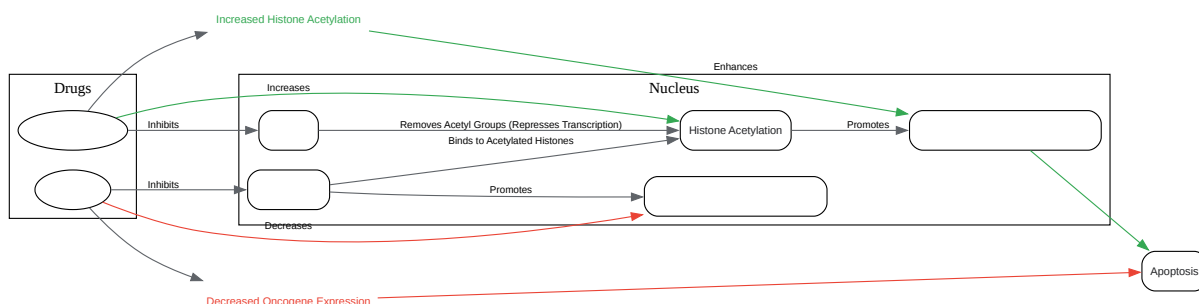 Increased Histone Acetylation
Enhances
Drugs
Nucleus
Increases
Inhibits
Removes Acetyl Groups (Represses Transcription)
Histone Acetylation
Promotes
Binds to Acetylated Histones
Inhibits
Promotes
Decreases
Apoptosis
Decreased Oncogene Expression